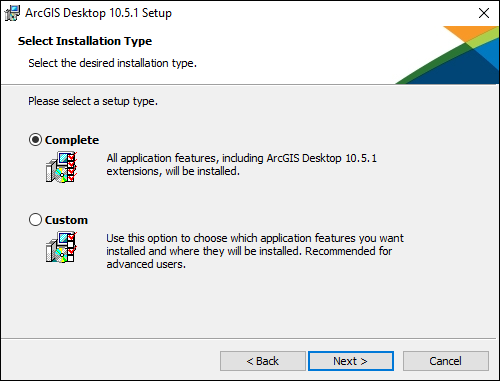 ArcGIS Desktop 10.5.1 Setup
Select Installation Type
Select the desired installation type.
Please select a setup type.
Complete
All application features, including ArcGIS Desktop 10.5.1
extensions, will be installed.
Custom
Use this option to choose which application features you want
installed and where they will be installed. Recommended for
advanced users.
< Back
Next >
Cancel